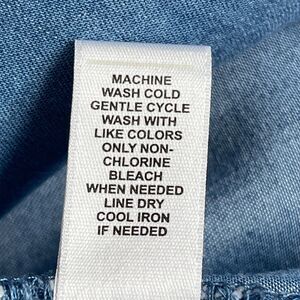 MACHINE
WASH COLD
GENTLE CYCLE
WASH WITH
LIKE COLORS
ONLY NON-
CHLORINE
BLEACH
WHEN NEEDED
LINE DRY
COOL IRON
IF NEEDED